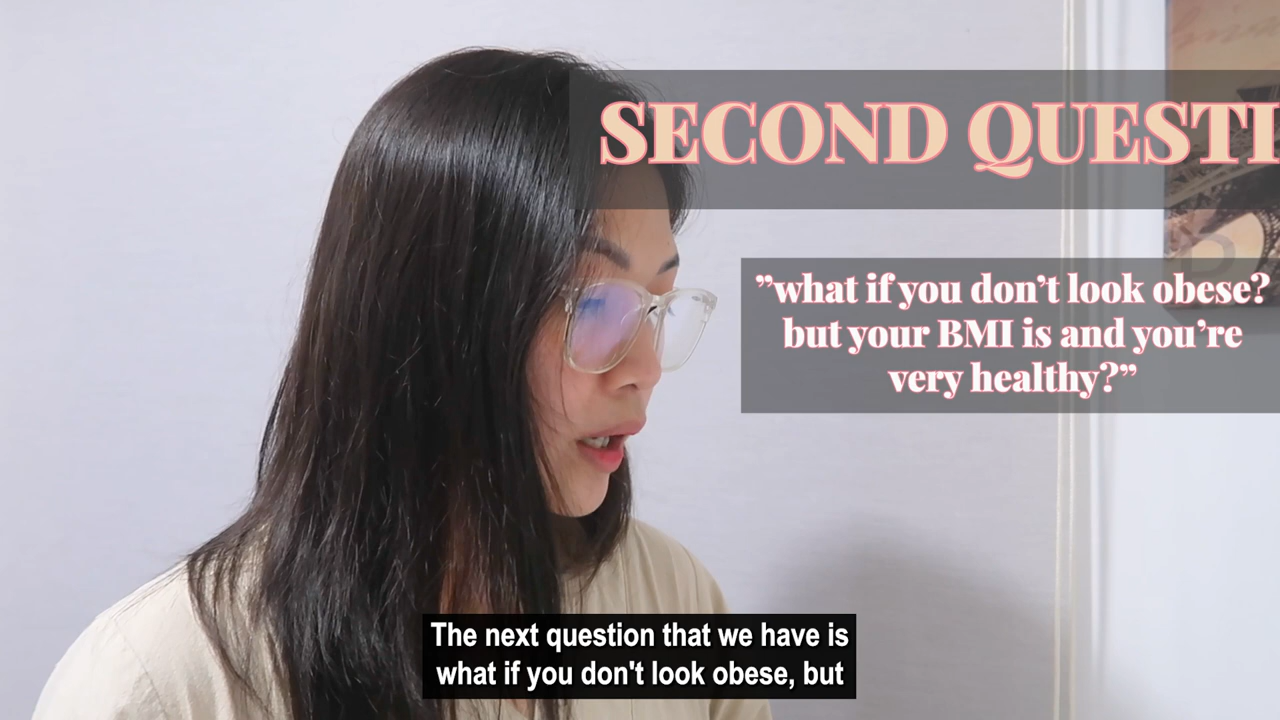 SECOND QUESTI
”what if you don’t look obese?
but your BMI is and you’re
very healthy?”
The next question that we have is
what if you don't look obese, but